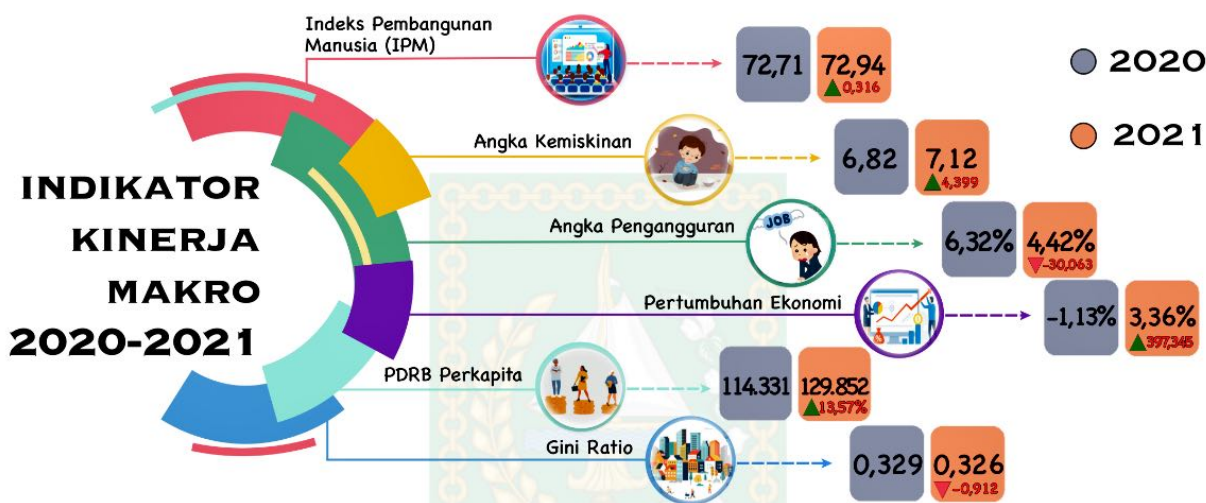 Indeks Pembangunan
Manusia (IPM)
72,71
72,94
▲0,316
2020
2021
Angka Kemiskinan
6,82
7,12
▲4,399
INDIKATOR
KINERJA
MAKRO
2020-2021
Angka Pengangguran
JOB
6,32%
4,42%
▼-30,063
Pertumbuhan Ekonomi
-1,13%
3,36%
▲397,345
PDRB Perkapita
114.331
129.852
▲13,57%
Gini Ratio
0,329
0,326
▼-0,912